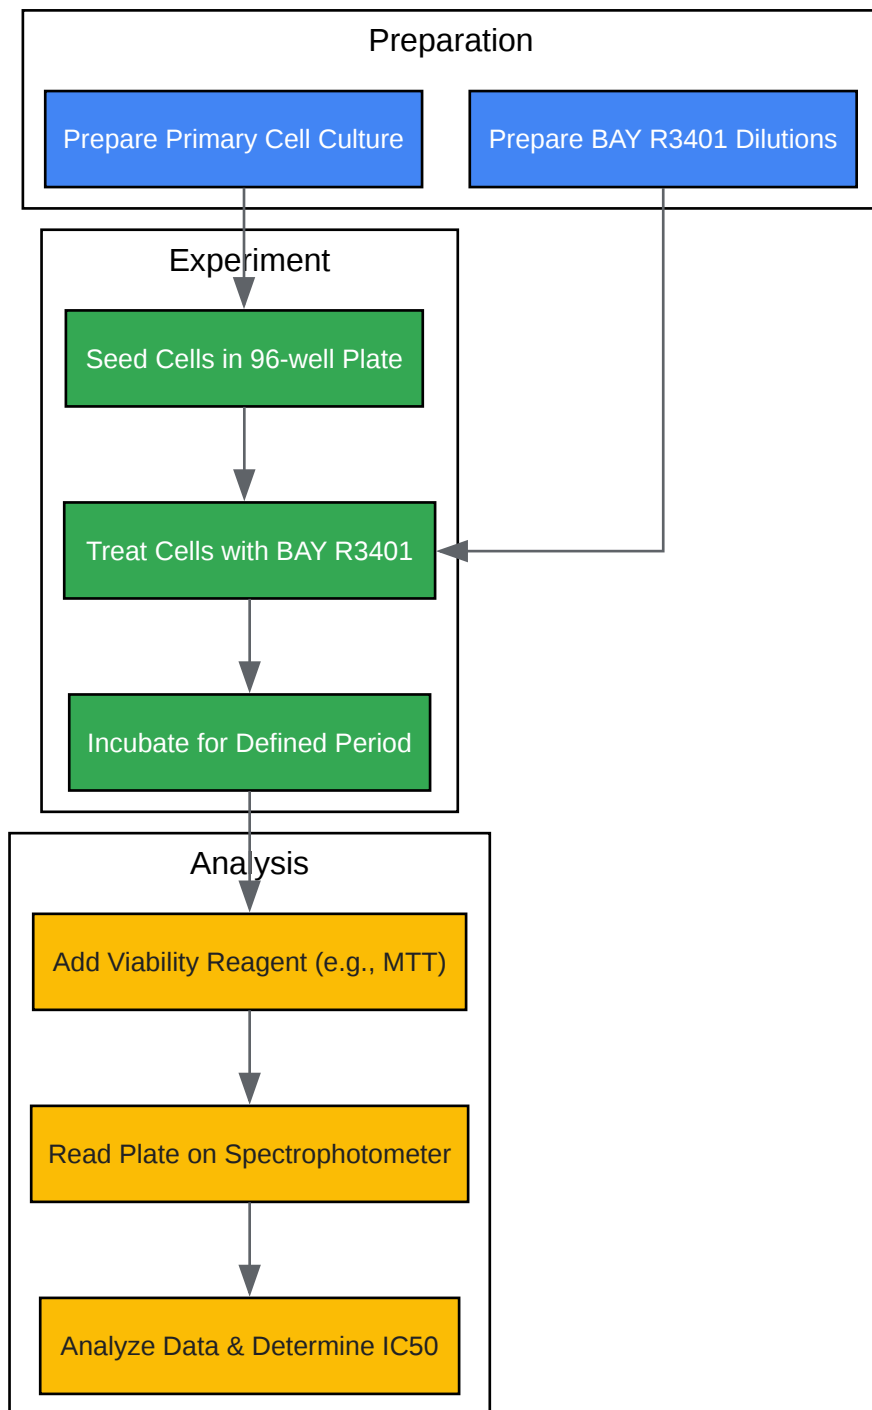 Preparation
Prepare Primary Cell Culture
Prepare BAY R3401 Dilutions
Experiment
Seed Cells in 96-well Plate
Treat Cells with BAY R3401
Incubate for Defined Period
Analysis
Add Viability Reagent (e.g., MTT)
Read Plate on Spectrophotometer
Analyze Data & Determine IC50